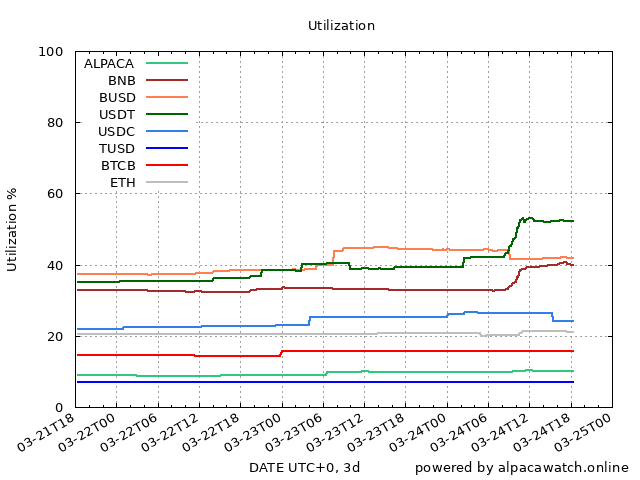 Utilization
100
80
60
40
20
0
Utilization %
ALPACA
BNB
BUSD
USDT
USDC
TUSD
BTCB
ETH
03-21T18
03-22T00
03-22T06
03-22T12
03-22T18
03-23T00
03-23T06
03-23T12
03-23T18
03-24T00
03-24T06
03-24T12
03-24T18
03-25T00
DATE UTC+0, 3d
powered by alpacawatch.online